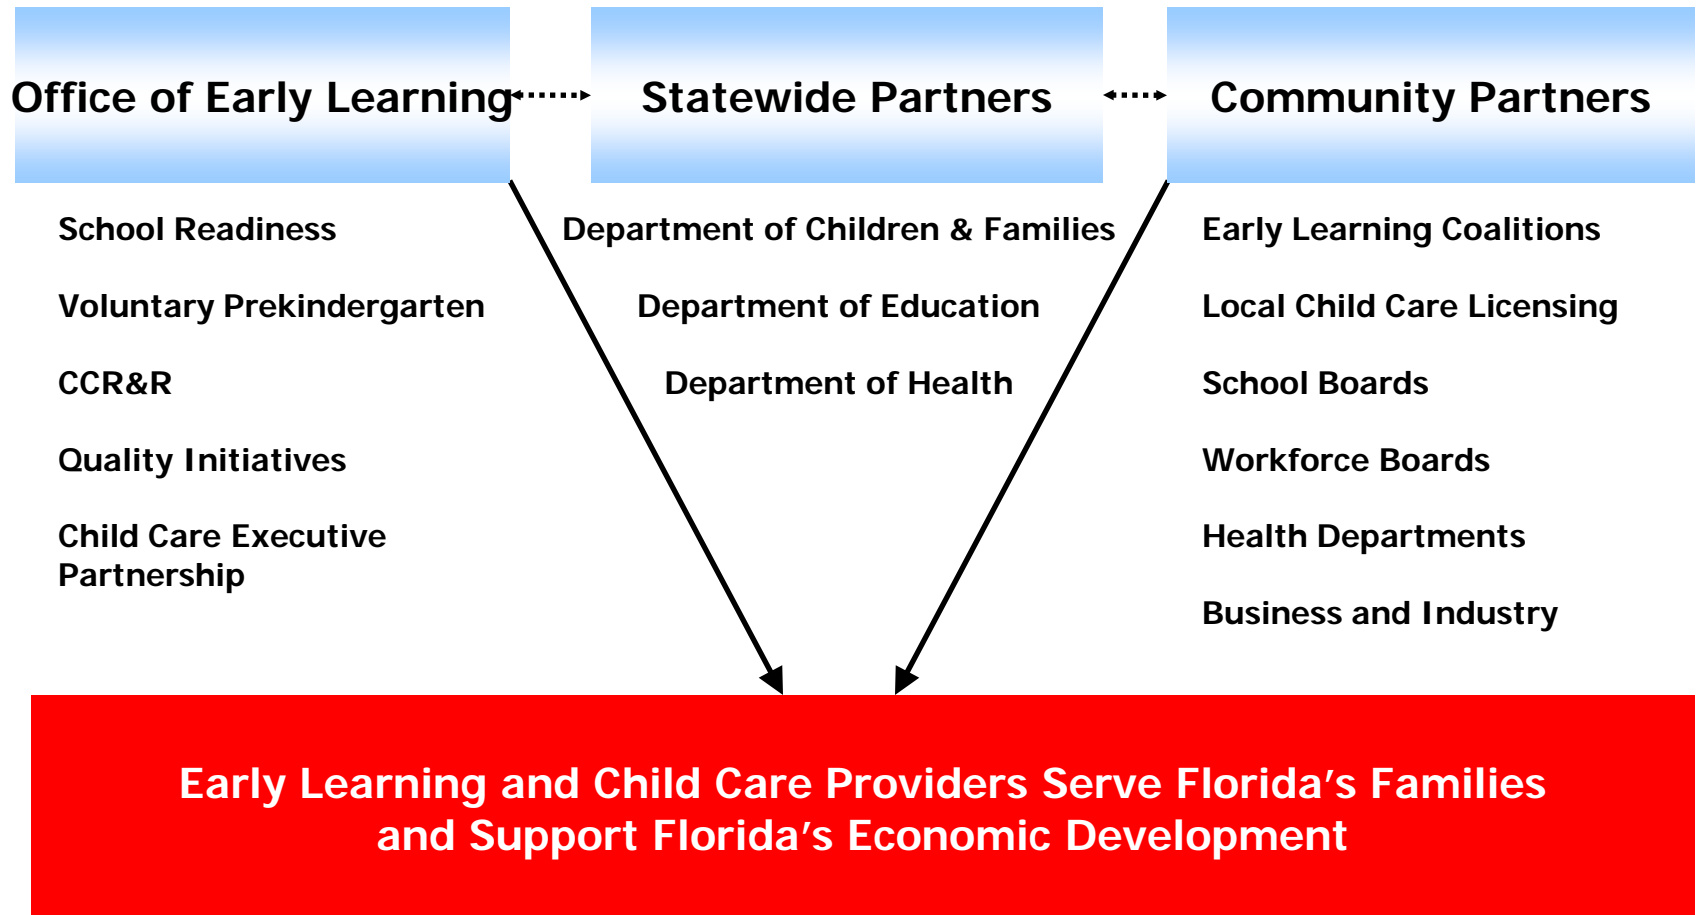 Office of Early Learning
Statewide Partners
Community Partners
School Readiness
Voluntary Prekindergarten
CCR&R
Quality Initiatives
Child Care Executive
Partnership
Department of Children & Families
Department of Education
Department of Health
Early Learning Coalitions
Local Child Care Licensing
School Boards
Workforce Boards
Health Departments
Business and Industry
Early Learning and Child Care Providers Serve Florida’s Families
and Support Florida’s Economic Development